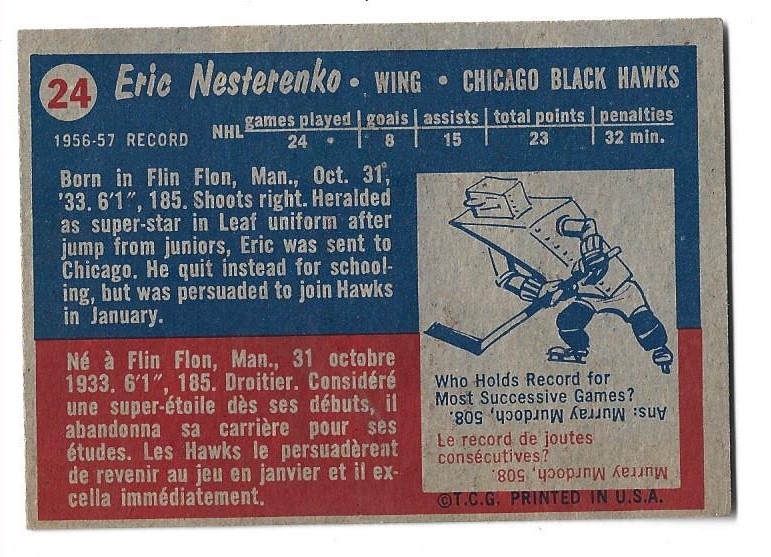 24 Eric Nesterenko • WING • CHICAGO BLACK HAWKS
games played goals assists total points penalties
1956-57 RECORD NHL 24 8 15 23 32 min.
Born in Flin Flon, Man., Oct. 31,
'33. 6'1", 185. Shoots right. Heralded
as super-star in Leaf uniform after
jump from juniors, Eric was sent to
Chicago. He quit instead for school-
ing, but was persuaded to join Hawks
in January.
Né à Flin Flon, Man., 31 octobre
1933. 6'1", 185. Droitier. Considéré
une super-étoile dès ses débuts, il
abandonna sa carrière pour ses
études. Les Hawks le persuadèrent
de revenir au jeu en janvier et il ex-
cella immédiatement.
Who Holds Record for
Most Successive Games?
Ans: Murray Murdoch, 508.
Le record de joutes
consécutives?
Murray Murdoch, 508.
©T.C.G. PRINTED IN U.S.A.